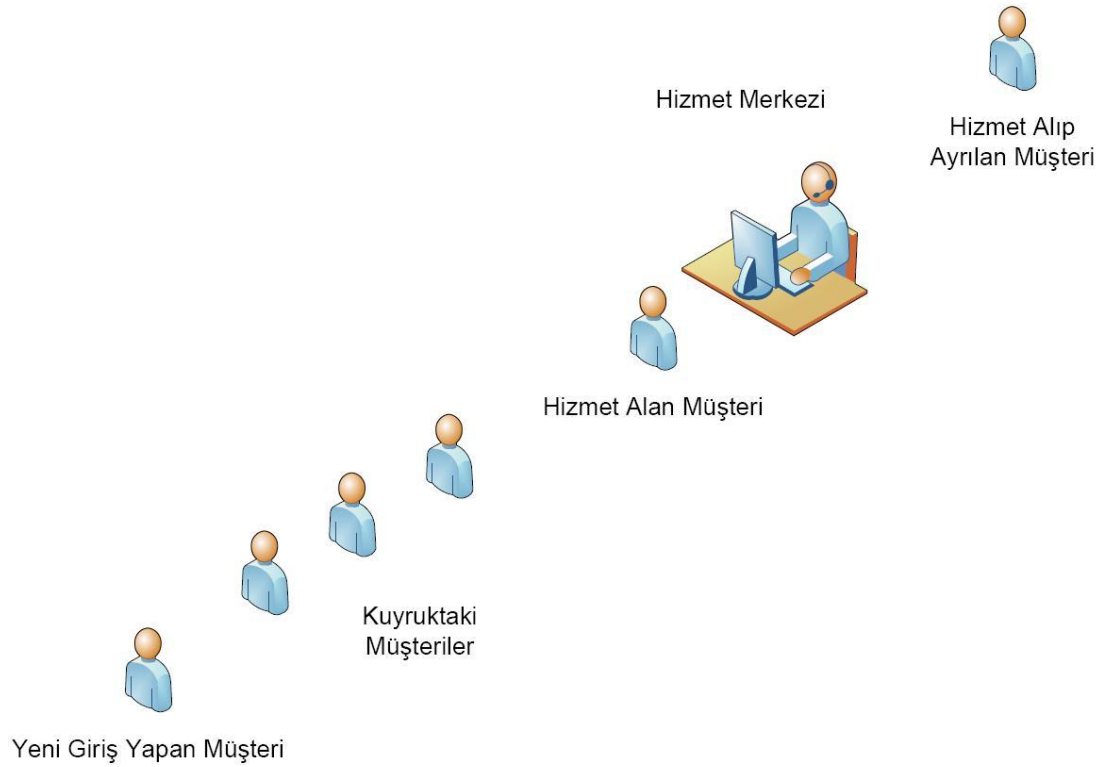 Hizmet Merkezi
Hizmet Alıp
Ayrılan Müşteri
Hizmet Alan Müşteri
Kuyruktaki
Müşteriler
Yeni Giriş Yapan Müşteri